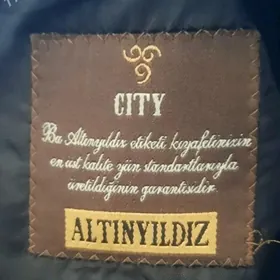 CITY
Bu Altınyıldız etiketi kıyafetinizin
en üst kalite yün standartlarıyla
üretildiğinin garantisidir.
ALTINYILDIZ